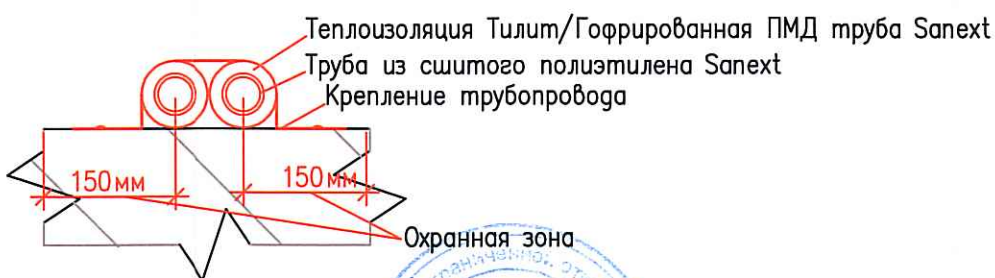 Теплоизоляция Тилит/Гофрированная ПМД труба Sanext
Труба из сшитого полиэтилена Sanext
Крепление трубопровода
150мм 150мм
Охранная зона